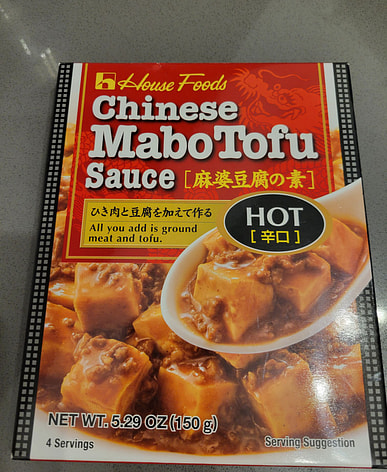 House Foods
Chinese
Mabo Tofu
Sauce [麻婆豆腐の素]
ひき肉と豆腐を加えて作る
All you add is ground
meat and tofu.
HOT
[辛口]
NET WT. 5.29 OZ (150 g)
4 Servings
Serving Suggestion